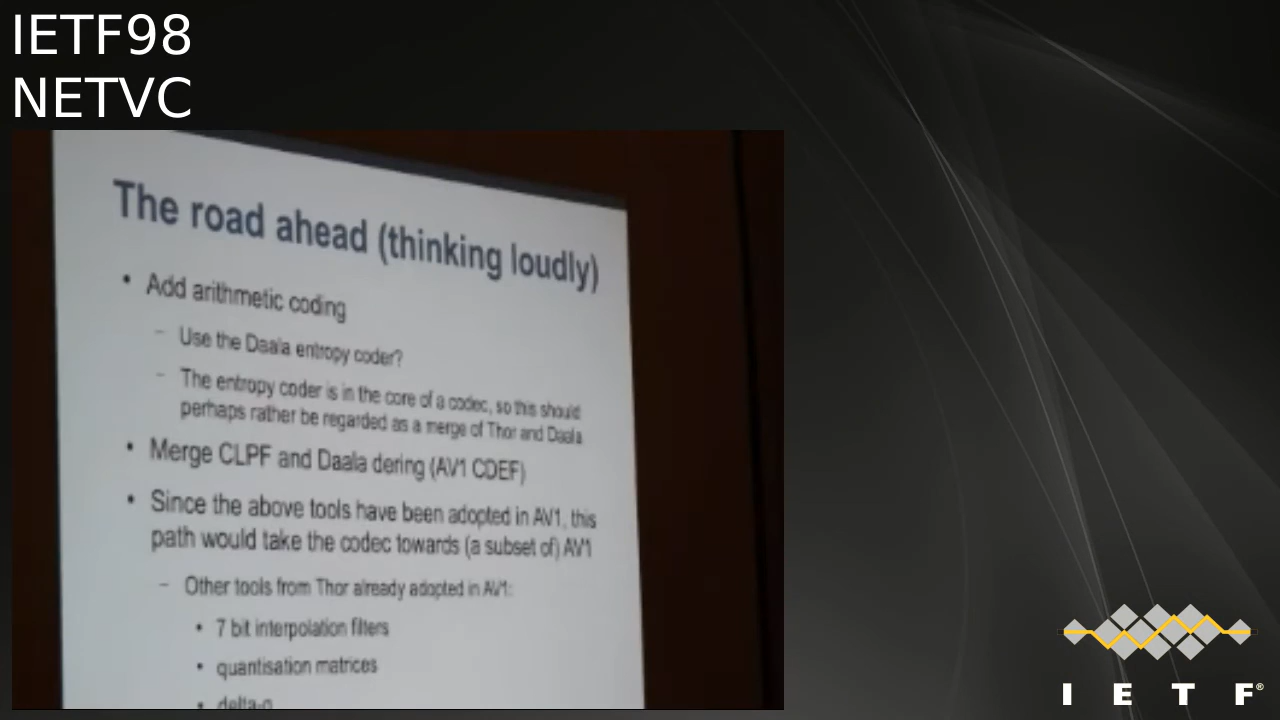 IETF98
NETVC
The road ahead (thinking loudly)
• Add arithmetic coding
– Use the Daala entropy coder?
– The entropy coder is in the core of a codec, so this should
perhaps rather be regarded as a merge of Thor and Daala
• Merge CLPF and Daala dering (AV1 CDEF)
• Since the above tools have been adopted in AV1, this
path would take the codec towards (a subset of) AV1
– Other tools from Thor already adopted in AV1:
• 7 bit interpolation filters
• quantisation matrices
• delta-q
I E T F®